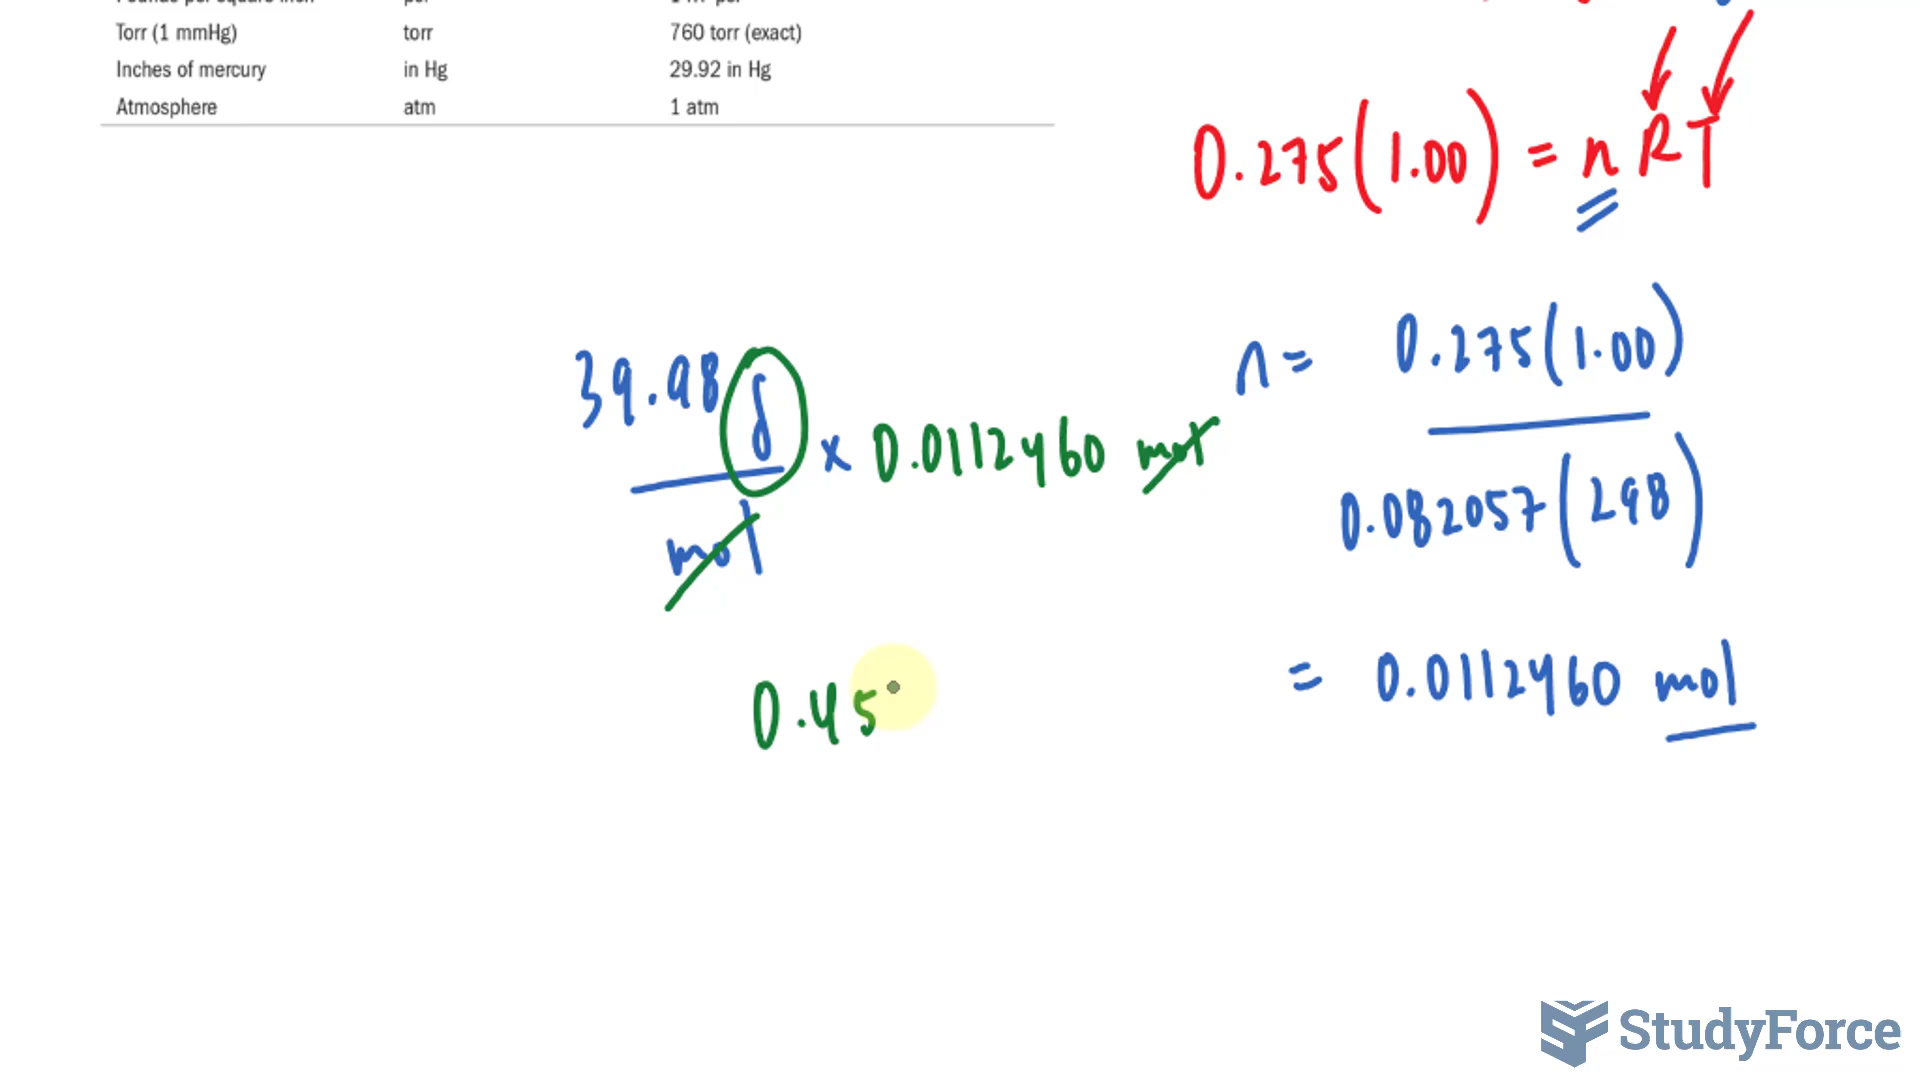 Torr (1 mmHg) torr 760 torr (exact)
Inches of mercury in Hg 29.92 in Hg
Atmosphere atm 1 atm
0.275(1.00) = nRT
n = 0.275(1.00)
0.082057(298)
= 0.0112460 mol
39.98 g
mol
x 0.0112460 mol
0.45
StudyForce